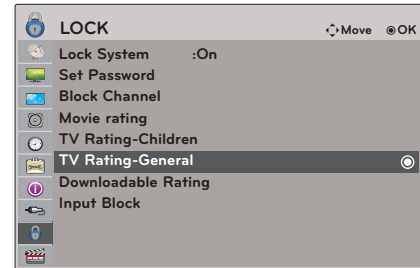 LOCK Move OK
Lock System :On
Set Password
Block Channel
Movie rating
TV Rating-Children
TV Rating-General
Downloadable Rating
Input Block